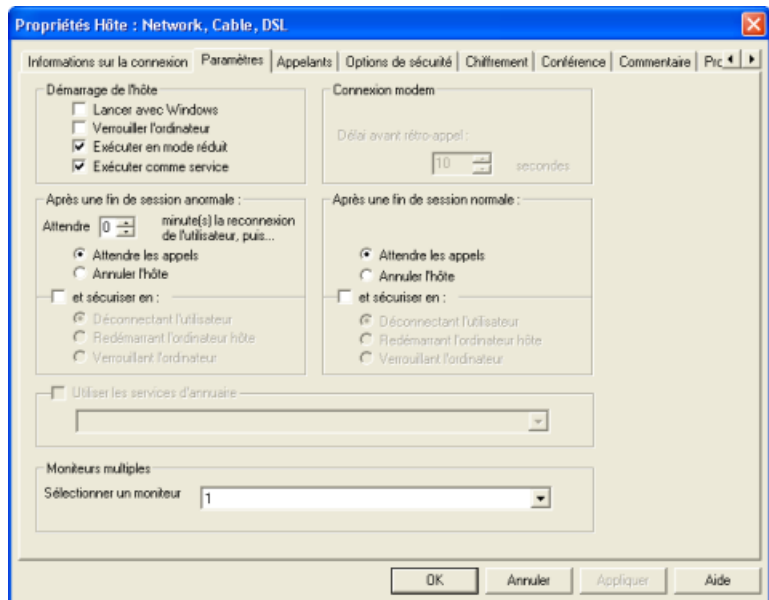 Propriétés Hôte : Network, Cable, DSL
Informations sur la connexion Paramètres Appelants Options de sécurité Chiffrement Conférence Commentaire Prc
Démarrage de l'hôte
Lancer avec Windows
Verrouiller l'ordinateur
Exécuter en mode réduit
Exécuter comme service
Connexion modem
Délai avant rétro-appel :
10 secondes
Après une fin de session anormale :
Attendre 0 minute(s) la reconnexion
de l'utilisateur, puis...
Attendre les appels
Annuler l'hôte
et sécuriser en :
Déconnectant l'utilisateur
Redémarrant l'ordinateur hôte
Verrouillant l'ordinateur
Après une fin de session normale :
Attendre les appels
Annuler l'hôte
et sécuriser en :
Déconnectant l'utilisateur
Redémarrant l'ordinateur hôte
Verrouillant l'ordinateur
Utiliser les services d'annuaire
Moniteurs multiples
Sélectionner un moniteur 1
OK Annuler Appliquer Aide